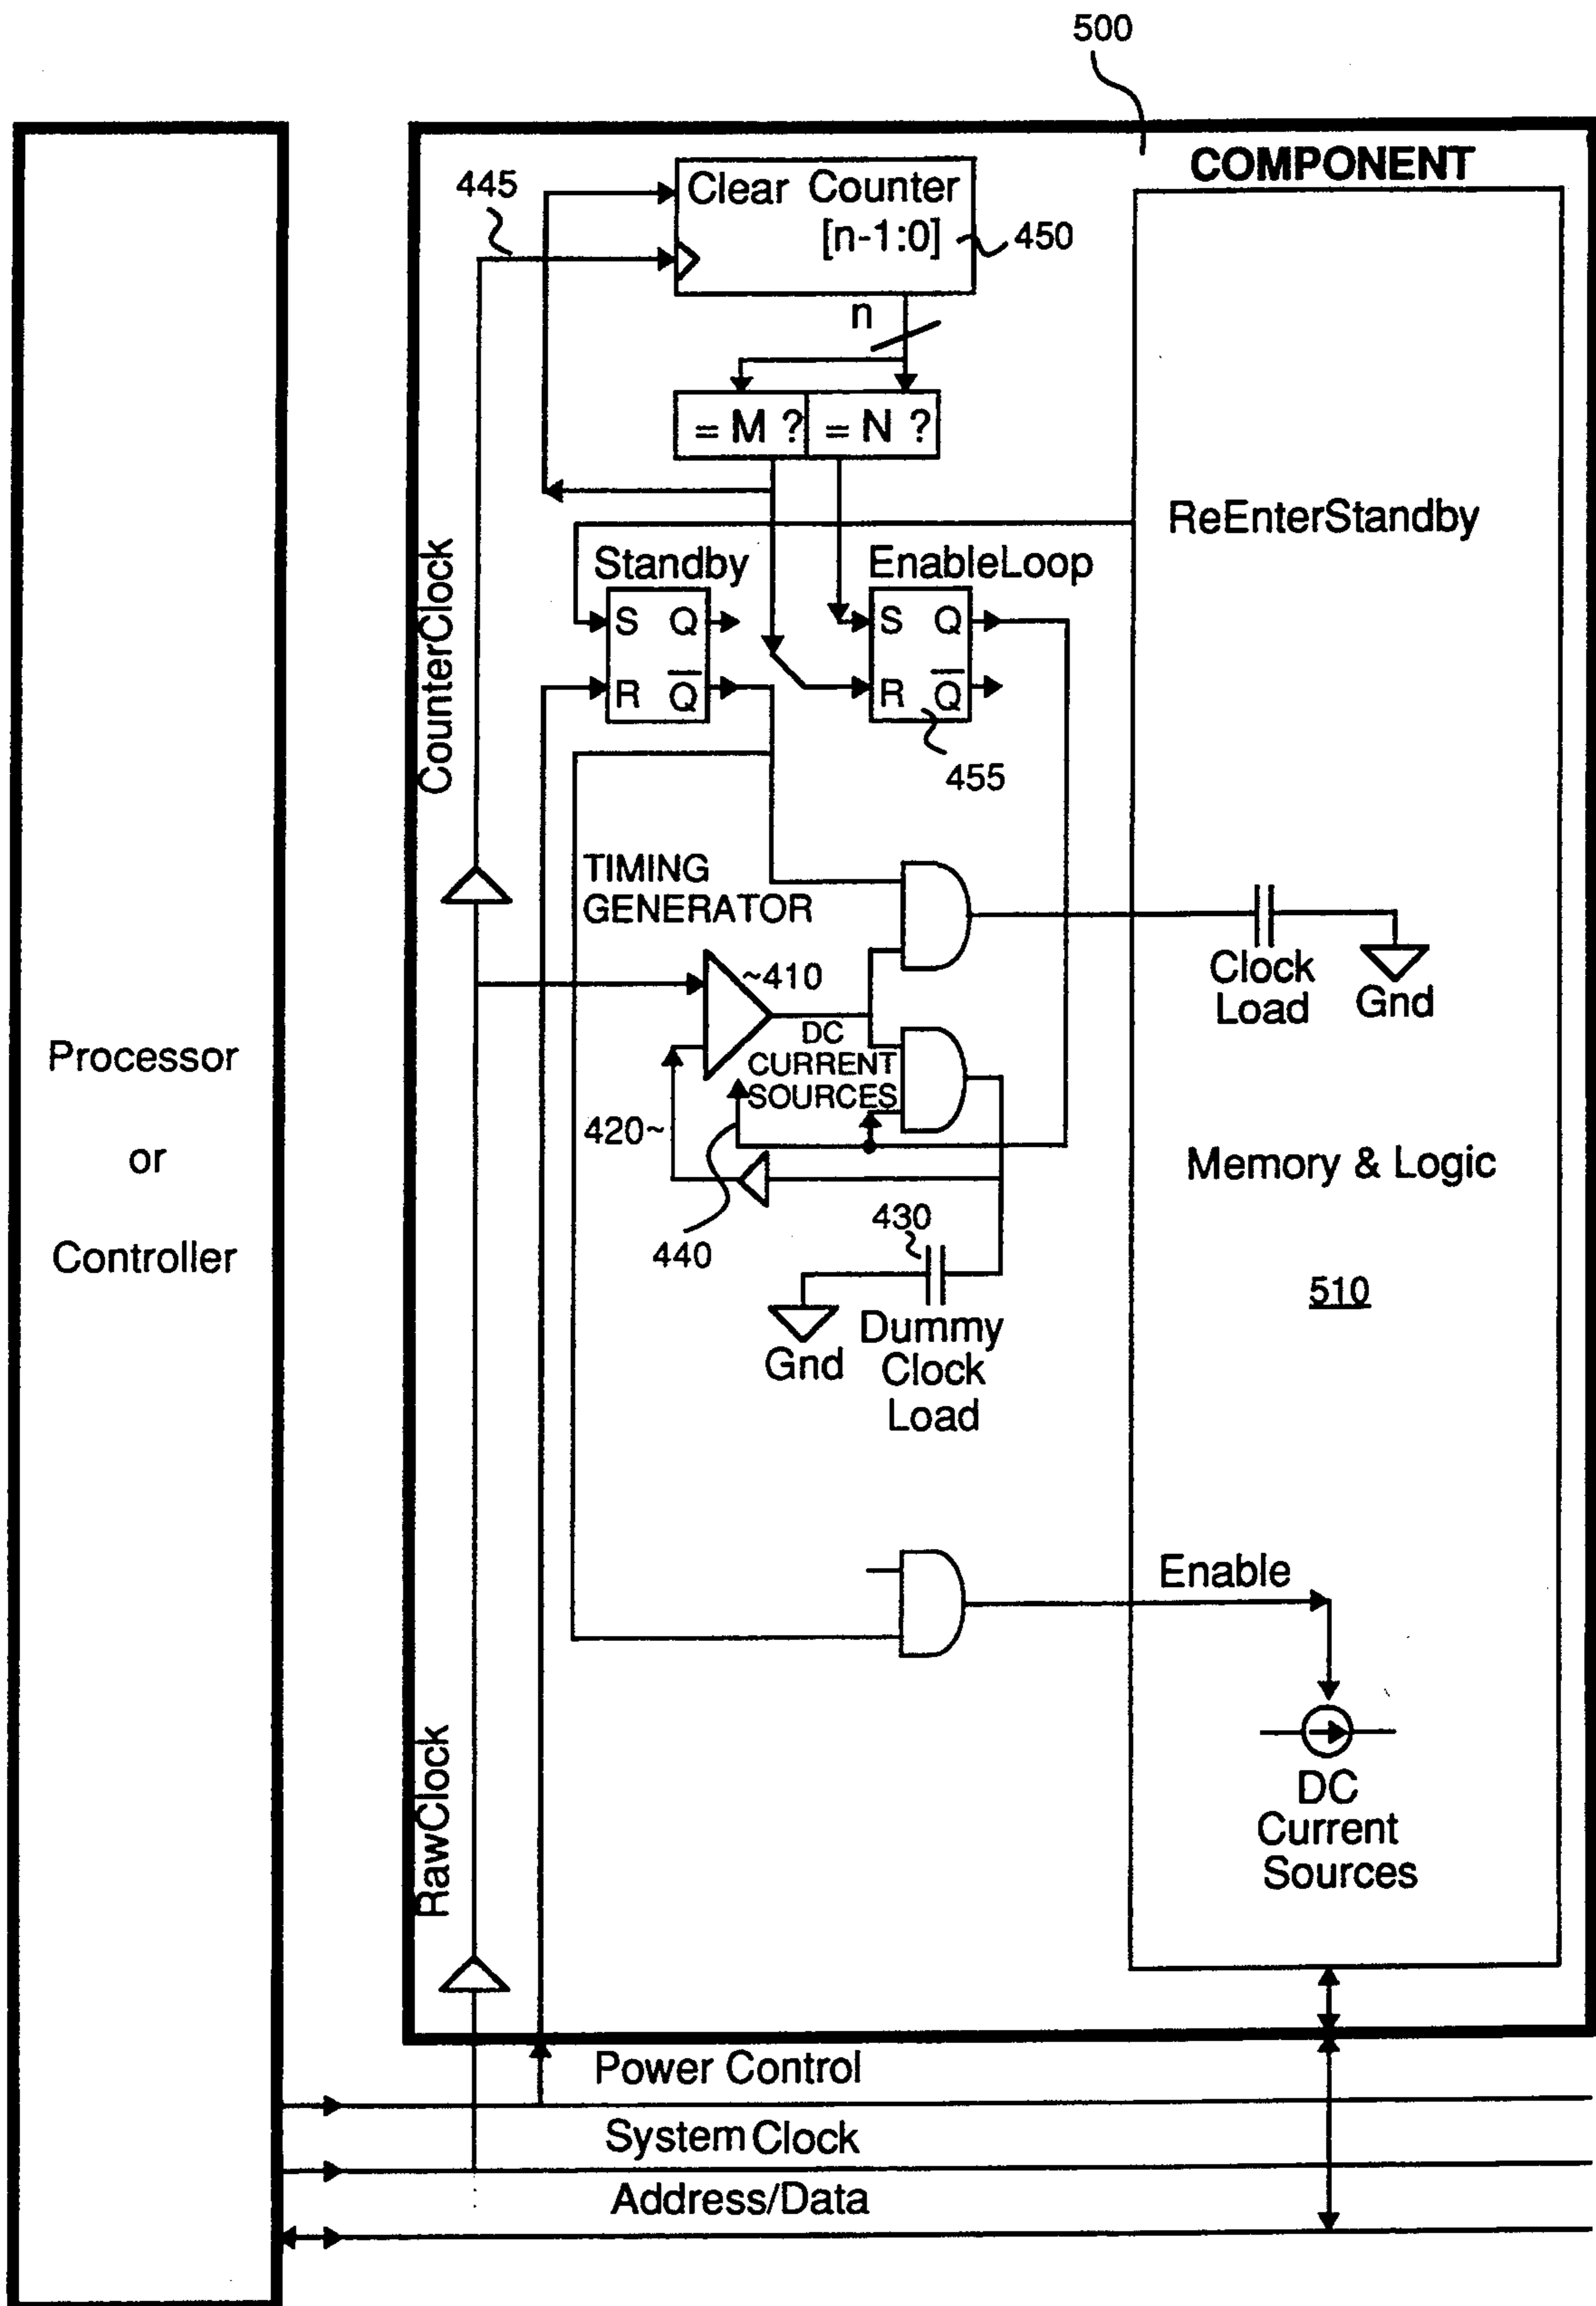 500
COMPONENT
445
Clear Counter
[n-1:0]
450
n
= M ?
= N ?
ReEnterStandby
Standby
EnableLoop
S Q
R Q̅
S Q
R Q̅
455
CounterClock
TIMING
GENERATOR
~410
DC
CURRENT
SOURCES
420~
440
430
Gnd
Dummy
Clock
Load
Clock
Load
Gnd
Processor
or
Controller
Memory & Logic
510
Enable
DC
Current
Sources
RawClock
Power Control
System Clock
Address/Data